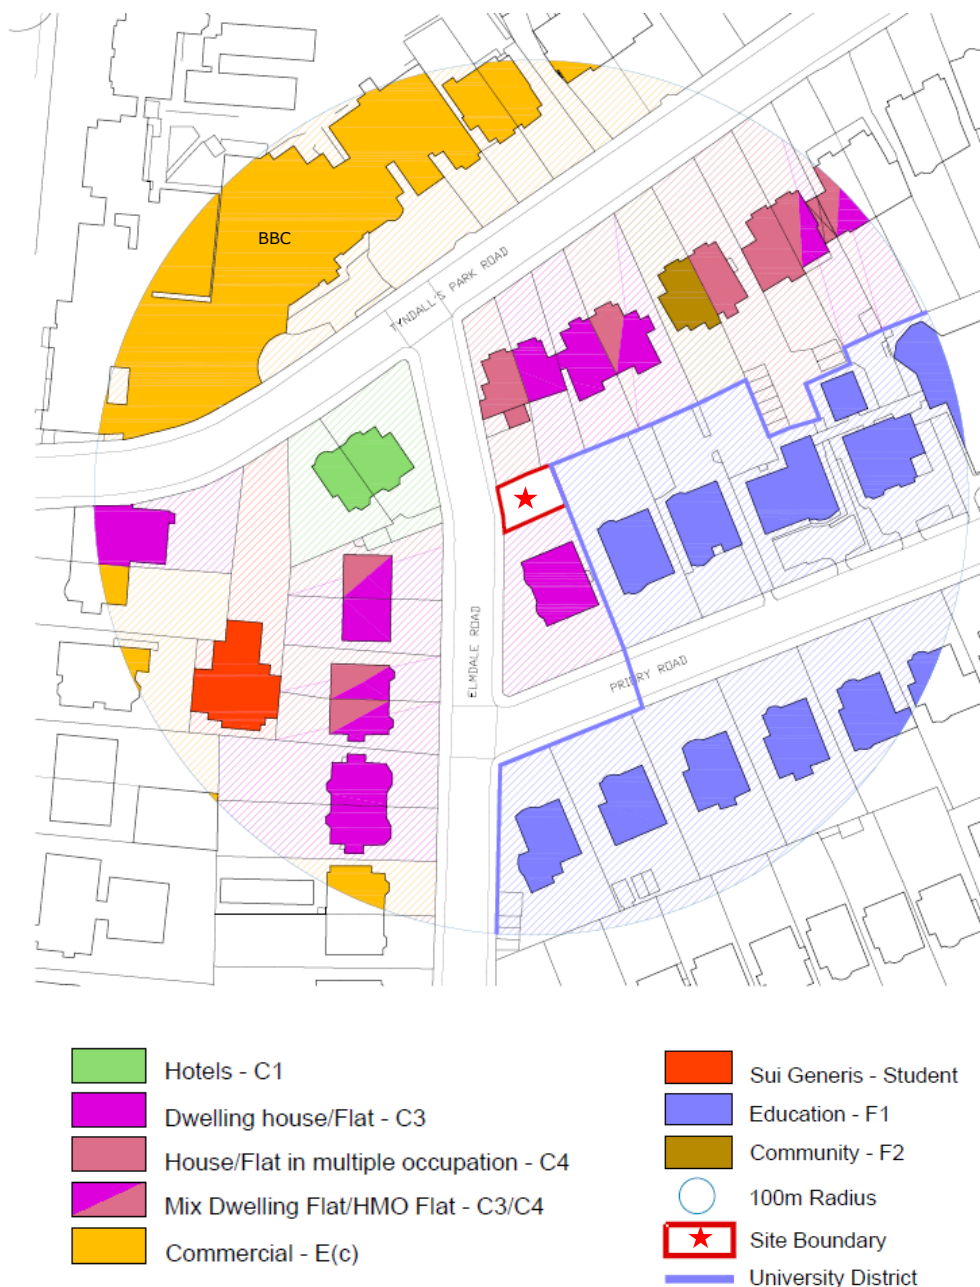 BBC
TYNDALL'S PARK ROAD
ELMDALE ROAD
PRIORY ROAD
Hotels - C1
Dwelling house/Flat - C3
House/Flat in multiple occupation - C4
Mix Dwelling Flat/HMO Flat - C3/C4
Commercial - E(c)
Sui Generis - Student
Education - F1
Community - F2
100m Radius
Site Boundary
University District